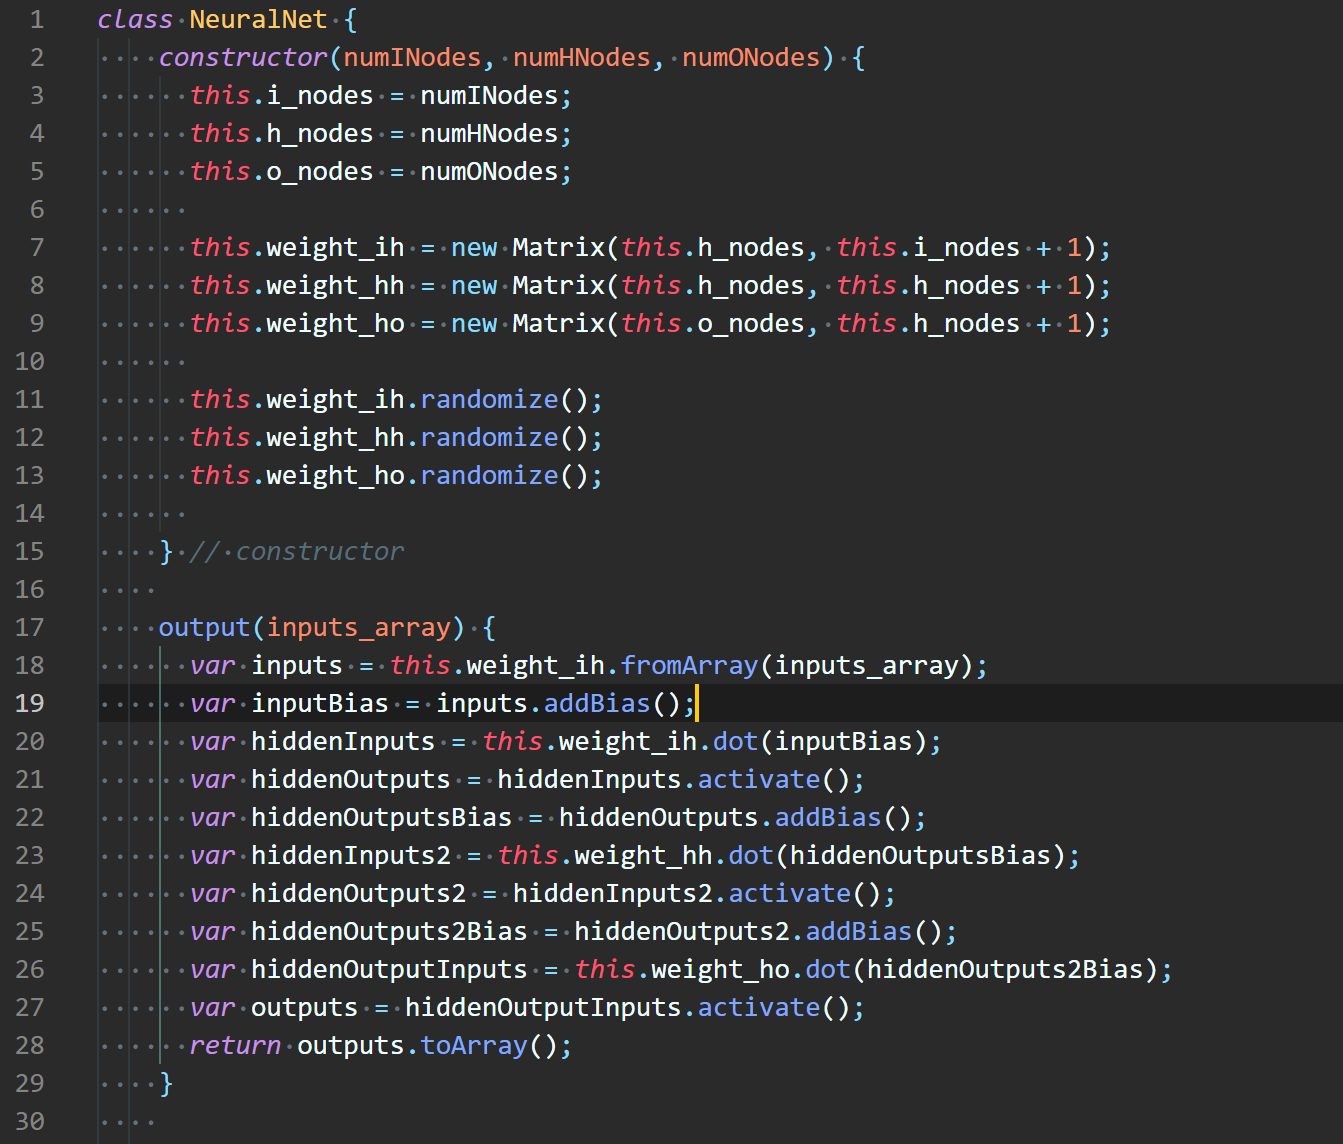 1 class NeuralNet {
2     constructor(numINodes, numHNodes, numONodes) {
3       this.i_nodes = numINodes;
4       this.h_nodes = numHNodes;
5       this.o_nodes = numONodes;
6
7       this.weight_ih = new Matrix(this.h_nodes, this.i_nodes + 1);
8       this.weight_hh = new Matrix(this.h_nodes, this.h_nodes + 1);
9       this.weight_ho = new Matrix(this.o_nodes, this.h_nodes + 1);
10
11       this.weight_ih.randomize();
12       this.weight_hh.randomize();
13       this.weight_ho.randomize();
14
15     } // constructor
16
17     output(inputs_array) {
18       var inputs = this.weight_ih.fromArray(inputs_array);
19       var inputBias = inputs.addBias();
20       var hiddenInputs = this.weight_ih.dot(inputBias);
21       var hiddenOutputs = hiddenInputs.activate();
22       var hiddenOutputsBias = hiddenOutputs.addBias();
23       var hiddenInputs2 = this.weight_hh.dot(hiddenOutputsBias);
24       var hiddenOutputs2 = hiddenInputs2.activate();
25       var hiddenOutputs2Bias = hiddenOutputs2.addBias();
26       var hiddenOutputInputs = this.weight_ho.dot(hiddenOutputs2Bias);
27       var outputs = hiddenOutputInputs.activate();
28       return outputs.toArray();
29     }
30